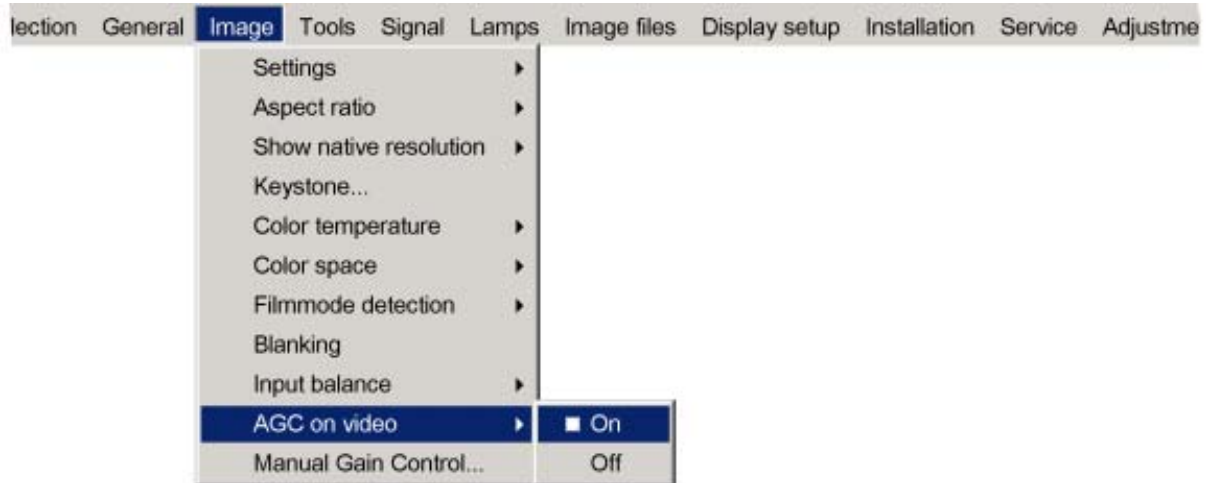 lection General Image Tools Signal Lamps Image files Display setup Installation Service Adjustme
Settings
Aspect ratio
Show native resolution
Keystone...
Color temperature
Color space
Filmmode detection
Blanking
Input balance
AGC on video On
Manual Gain Control... Off